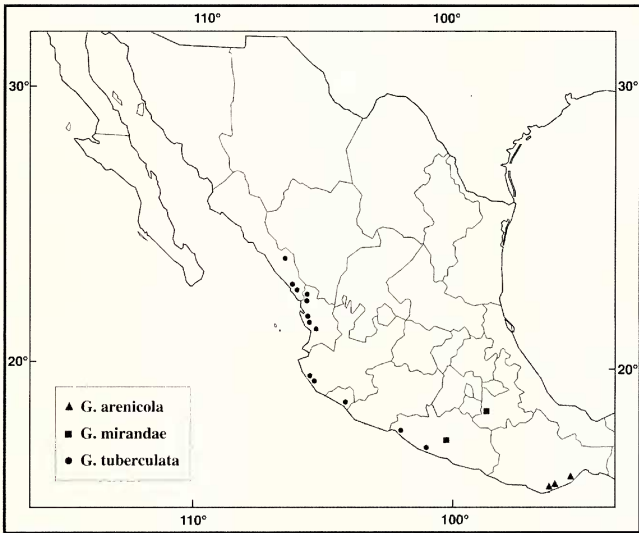 110° 100°
30° 30°
20° 20°
▲ G. arenicola
■ G. mirandae
● G. tuberculata
110° 100°